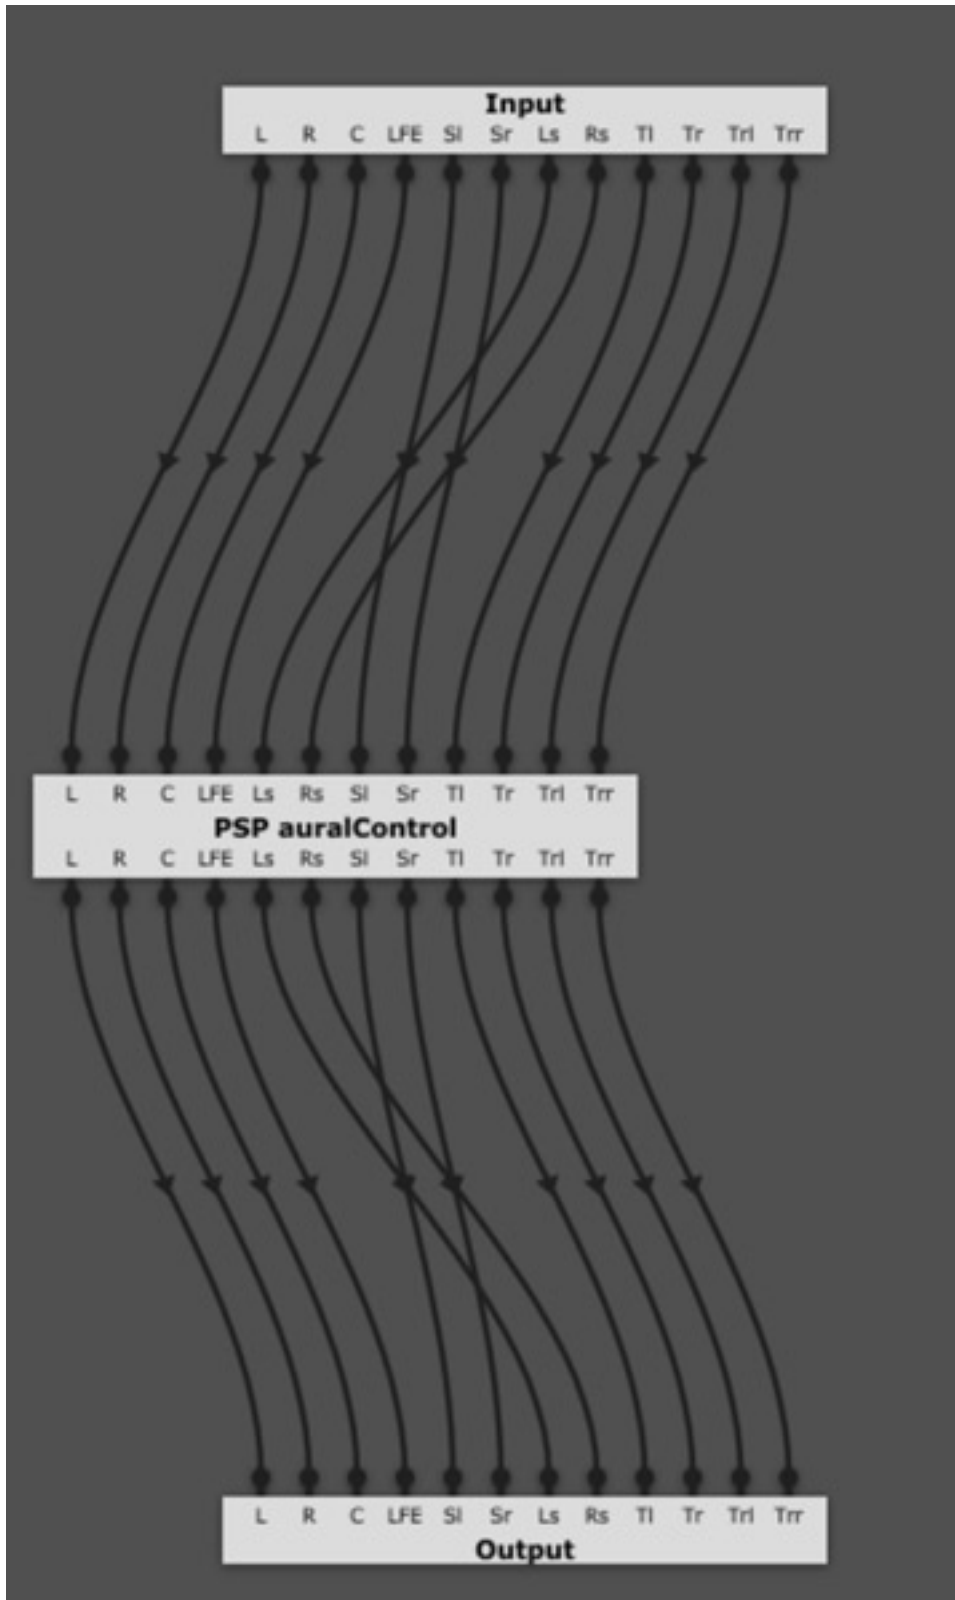 Input
L R C LFE Sl Sr Ls Rs Tl Tr Trl Trr
L R C LFE Ls Rs Sl Sr Tl Tr Trl Trr
PSP auralControl
L R C LFE Ls Rs Sl Sr Tl Tr Trl Trr
L R C LFE Sl Sr Ls Rs Tl Tr Trl Trr
Output